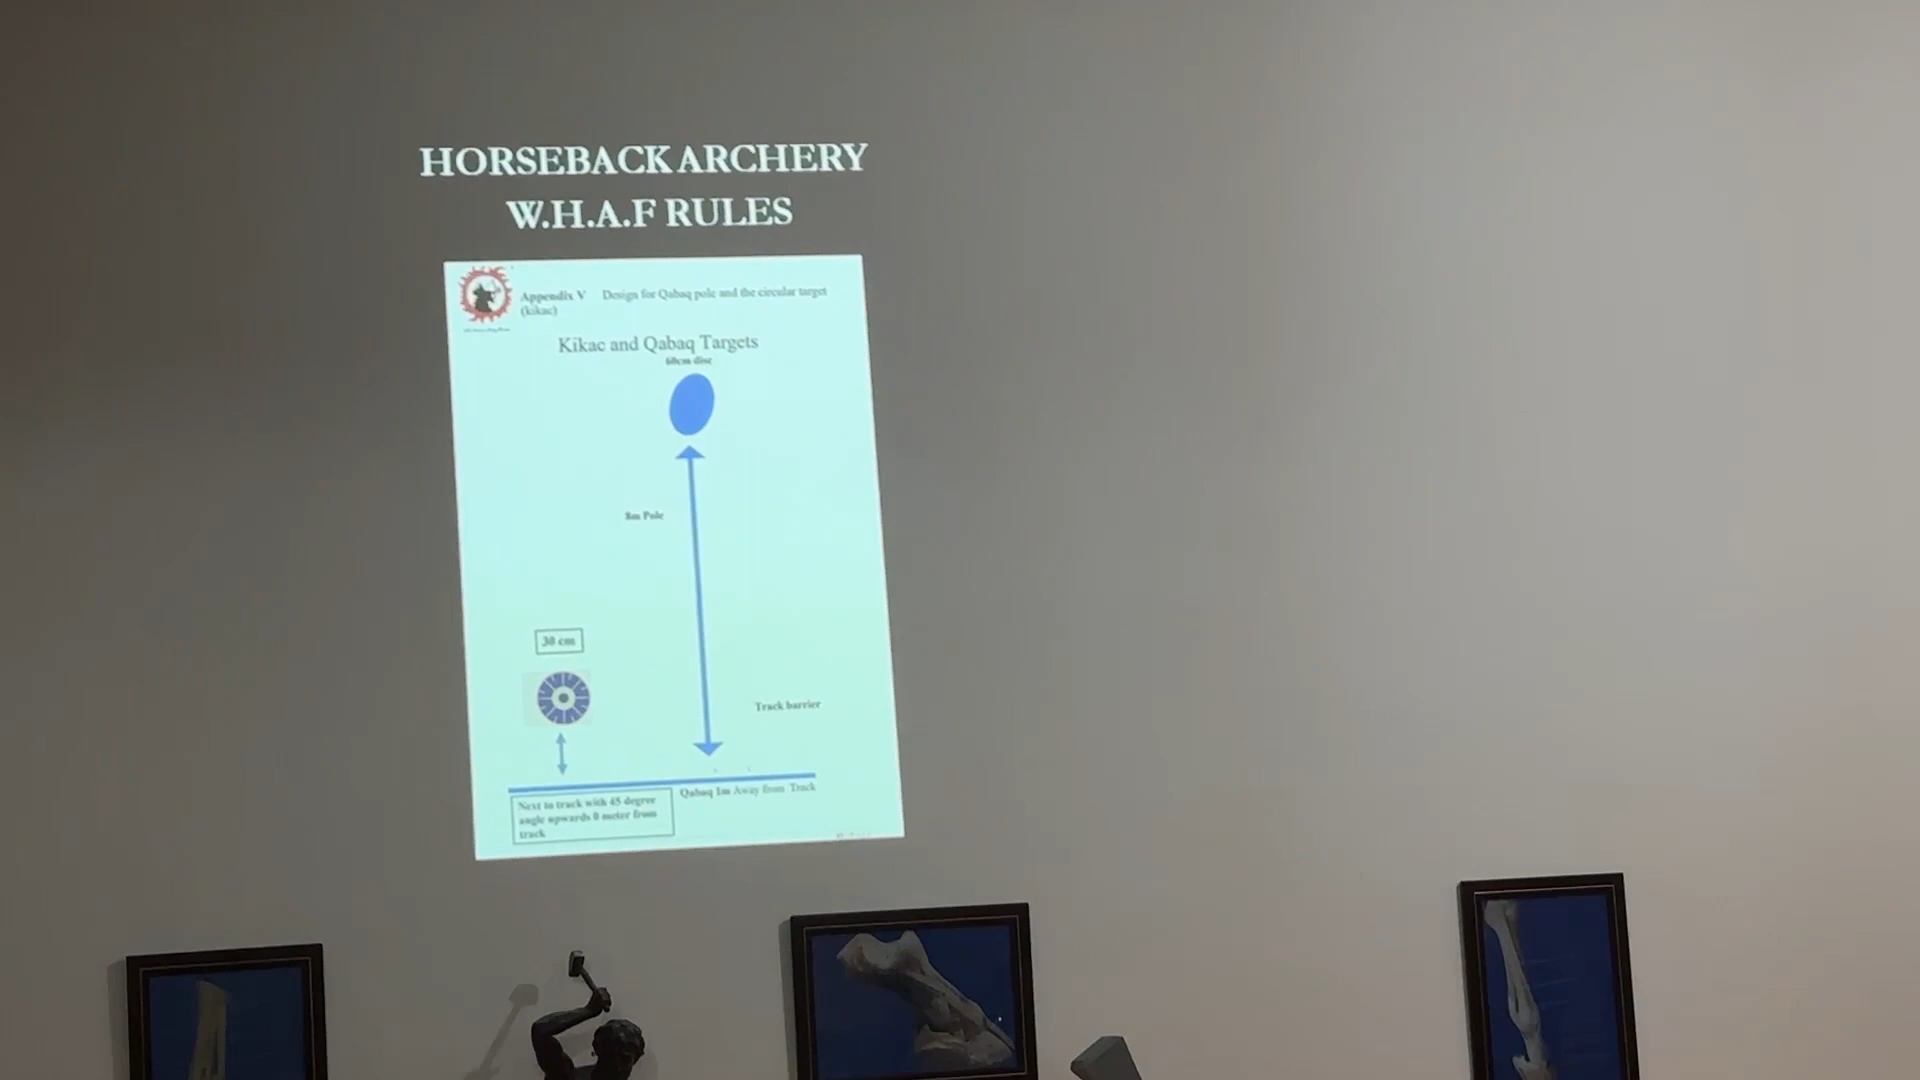 HORSEBACK ARCHERY
W.H.A.F RULES
Appendix V Design for Qabaq pole and the circular target
(kikac)
Kikac and Qabaq Targets
60cm disc
8m Pole
30 cm
Track barrier
Qabaq 1m Away from Track
Next to track with 45 degree
angle upwards 0 meter from
track